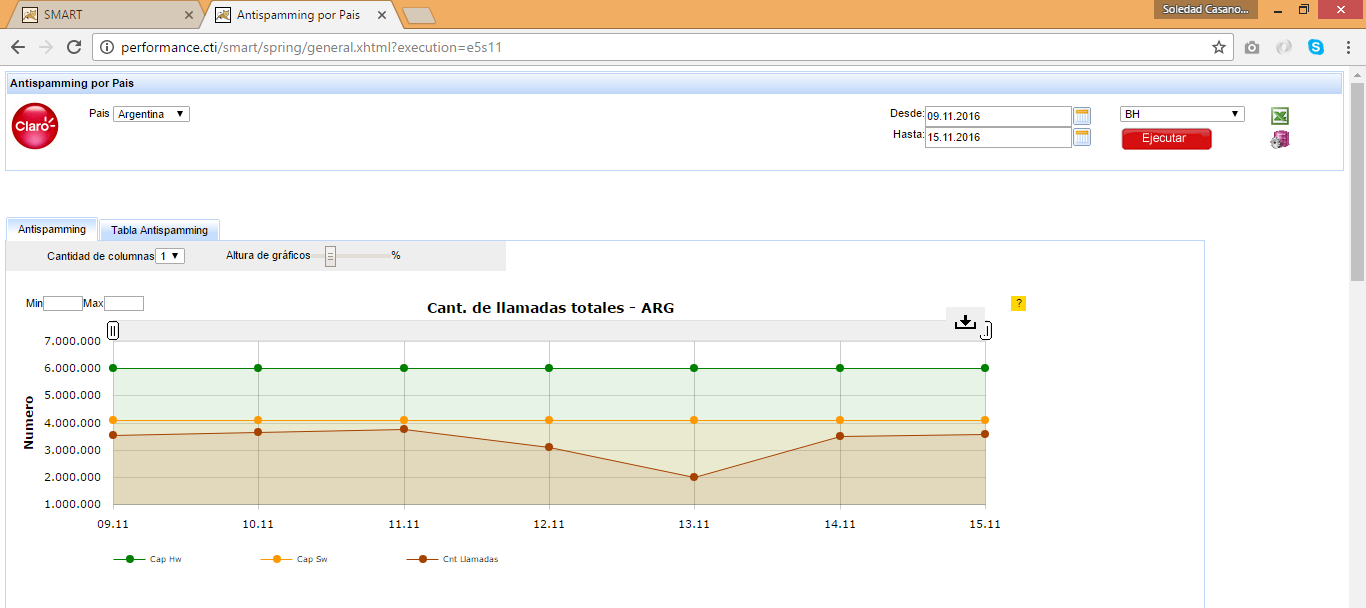 SMART
Antispamming por Pais
Soledad Casano...
performance.cti/smart/spring/general.xhtml?execution=e5s11
Antispamming por Pais
Claro
Pais Argentina
Desde: 09.11.2016
BH
Hasta: 15.11.2016
Ejecutar
Antispamming
Tabla Antispamming
Cantidad de columnas 1
Altura de gráficos %
Min Max
Cant. de llamadas totales - ARG
?
Numero
7.000.000
6.000.000
5.000.000
4.000.000
3.000.000
2.000.000
1.000.000
09.11 10.11 11.11 12.11 13.11 14.11 15.11
Cap Hw Cap Sw Cnt Llamadas